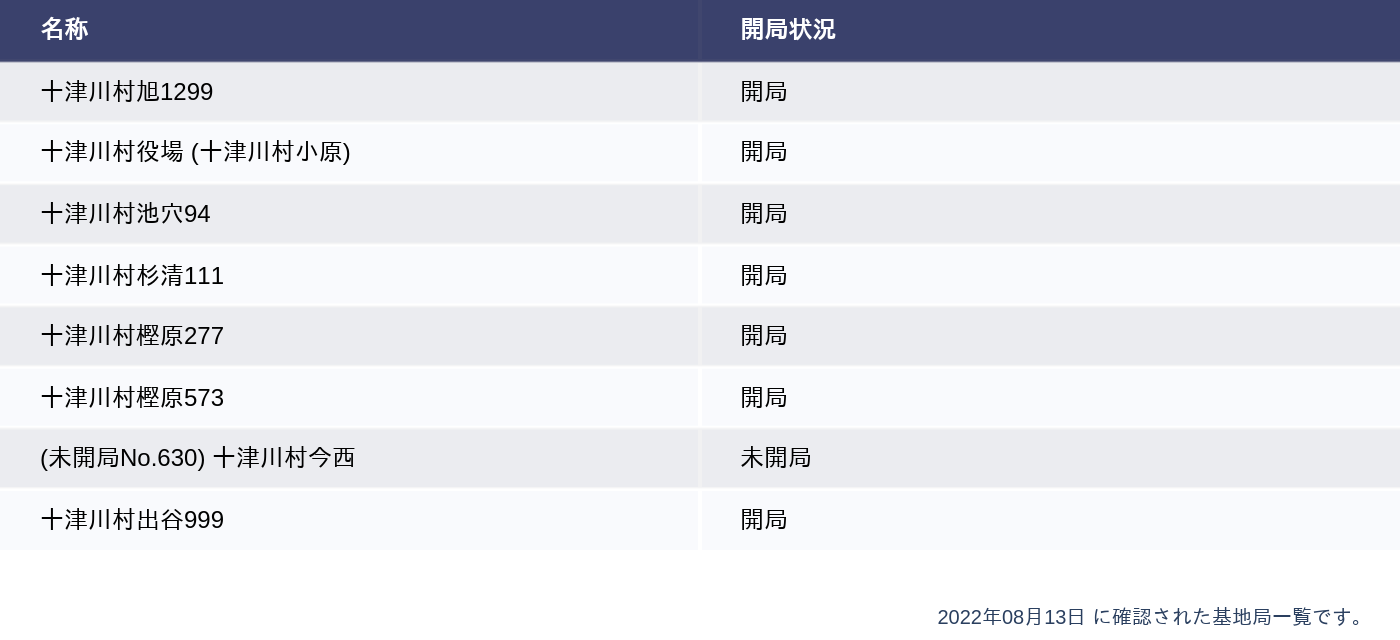 名称 開局状況
十津川村旭1299 開局
十津川村役場 (十津川村小原) 開局
十津川村池穴94 開局
十津川村杉清111 開局
十津川村樫原277 開局
十津川村樫原573 開局
(未開局No.630) 十津川村今西 未開局
十津川村出谷999 開局
2022年08月13日 に確認された基地局一覧です。